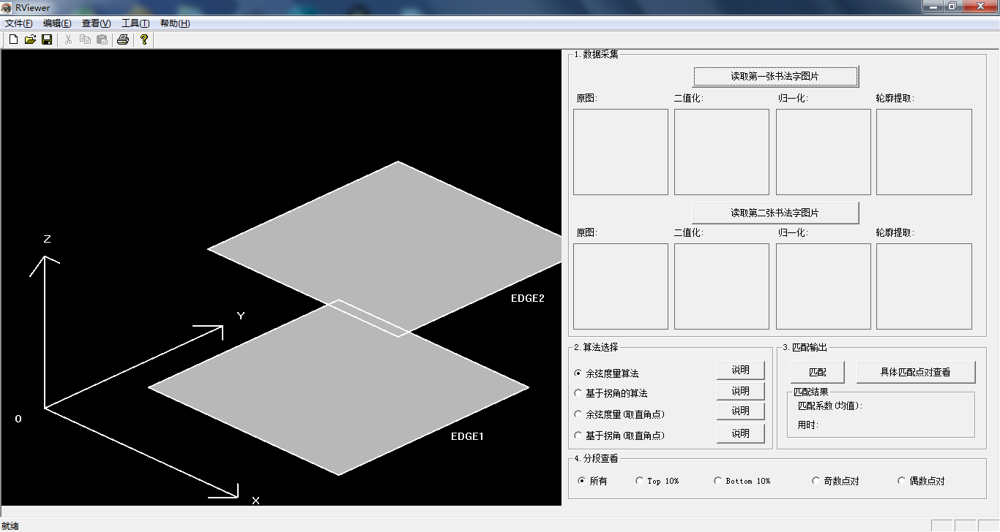 RViewer
文件(F) 编辑(E) 查看(V) 工具(T) 帮助(H)
Z
Y
O
X
EDGE2
EDGE1
1.数据采集
读取第一张书法字图片
原图: 二值化: 归一化: 轮廓提取:
读取第二张书法字图片
原图: 二值化: 归一化: 轮廓提取:
2.算法选择
余弦度量算法 说明
基于拐角的算法 说明
余弦度量(取直角点) 说明
基于拐角(取直角点) 说明
3.匹配输出
匹配 具体匹配点对查看
匹配结果
匹配系数(均值):
用时:
4.分段查看
所有 Top 10% Bottom 10% 奇数点对 偶数点对
就绪